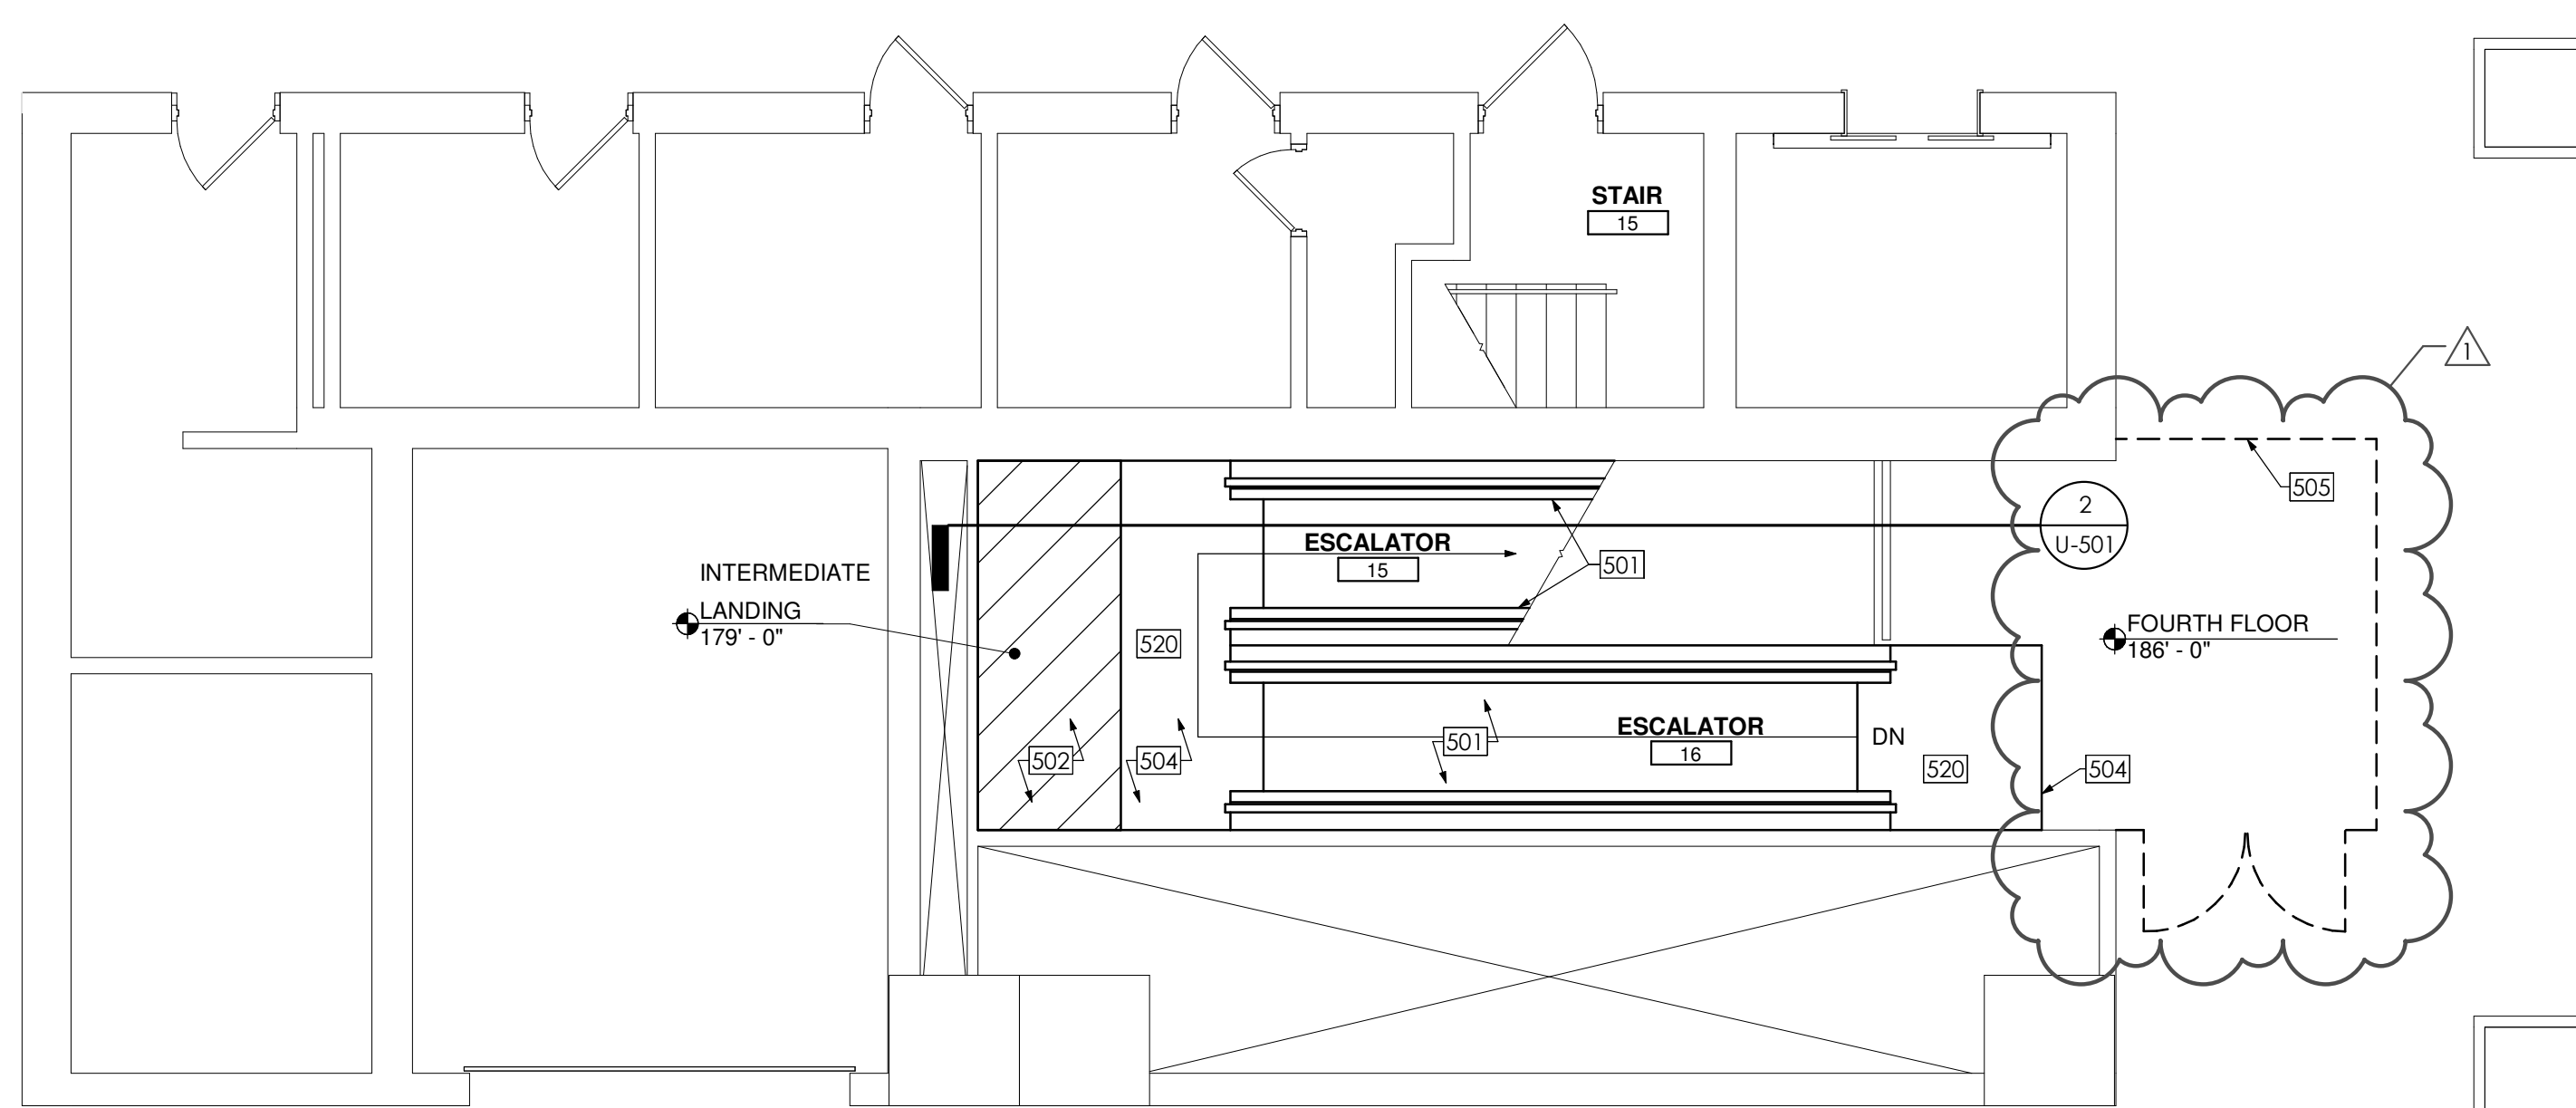 STAIR
15
1
505
2
U-501
ESCALATOR
15
501
INTERMEDIATE
LANDING
179' - 0"
FOURTH FLOOR
186' - 0"
520
ESCALATOR
16
DN
501
502
504
520
504